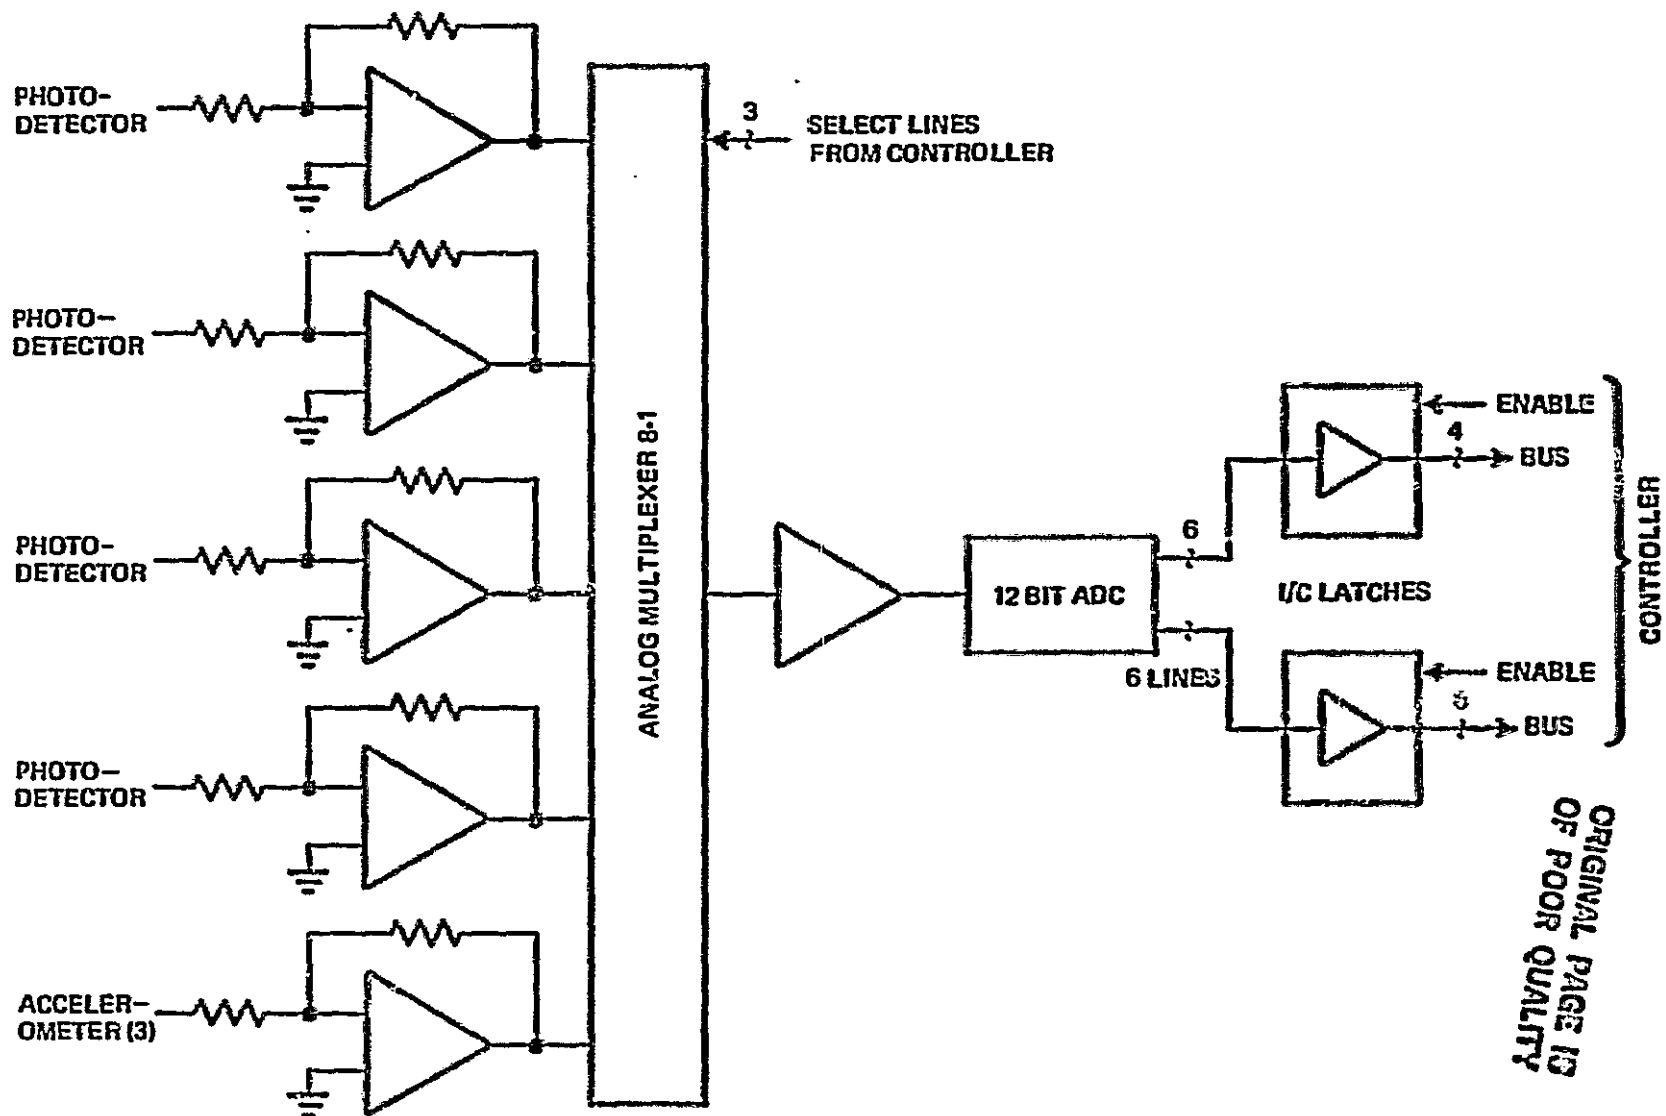 PHOTO-
DETECTOR
3
SELECT LINES
FROM CONTROLLER
PHOTO-
DETECTOR
ANALOG MULTIPLEXER 8-1
ENABLE
4
BUS
PHOTO-
DETECTOR
6
12 BIT ADC
I/C LATCHES
CONTROLLER
6 LINES
ENABLE
BUS
PHOTO-
DETECTOR
ACCELER-
OMETER (3)
ORIGINAL PAGE IS
OF POOR QUALITY